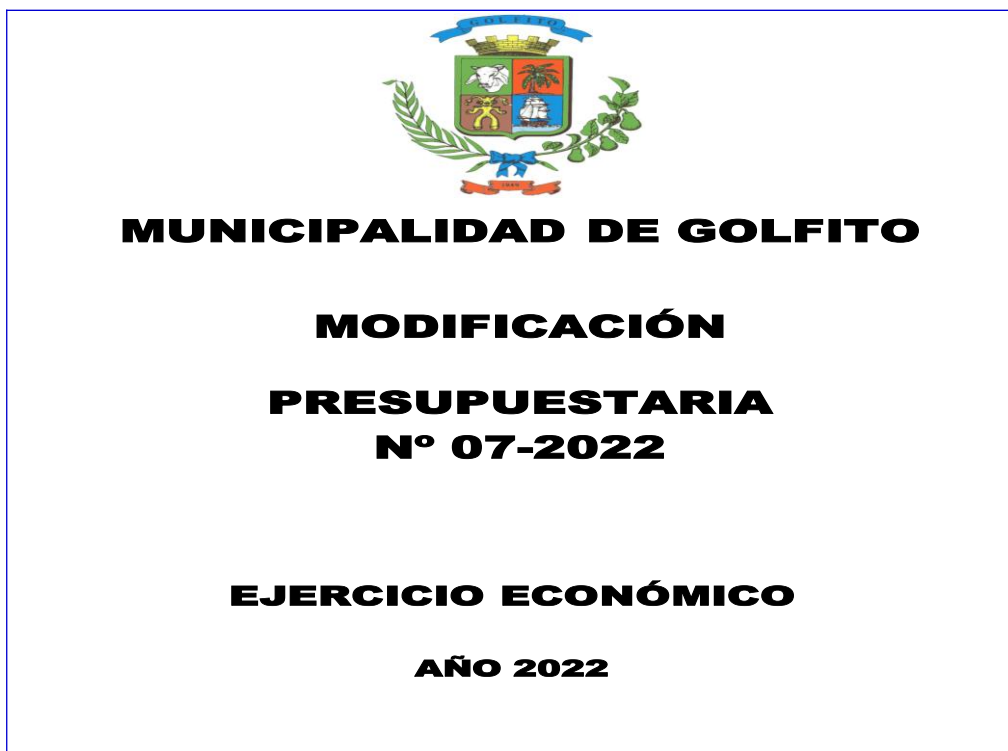 GOLFITO
MUNICIPALIDAD DE GOLFITO
MODIFICACIÓN
PRESUPUESTARIA
Nº 07-2022
EJERCICIO ECONÓMICO
AÑO 2022